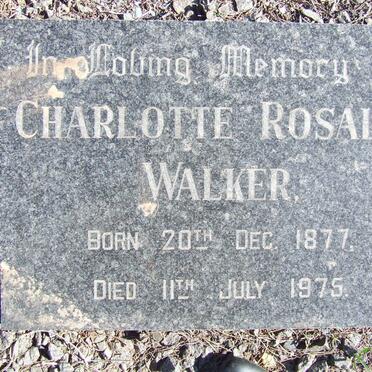 In Loving Memory
CHARLOTTE ROSAL
WALKER.
BORN 20TH DEC. 1877.
DIED 11TH JULY 1975.